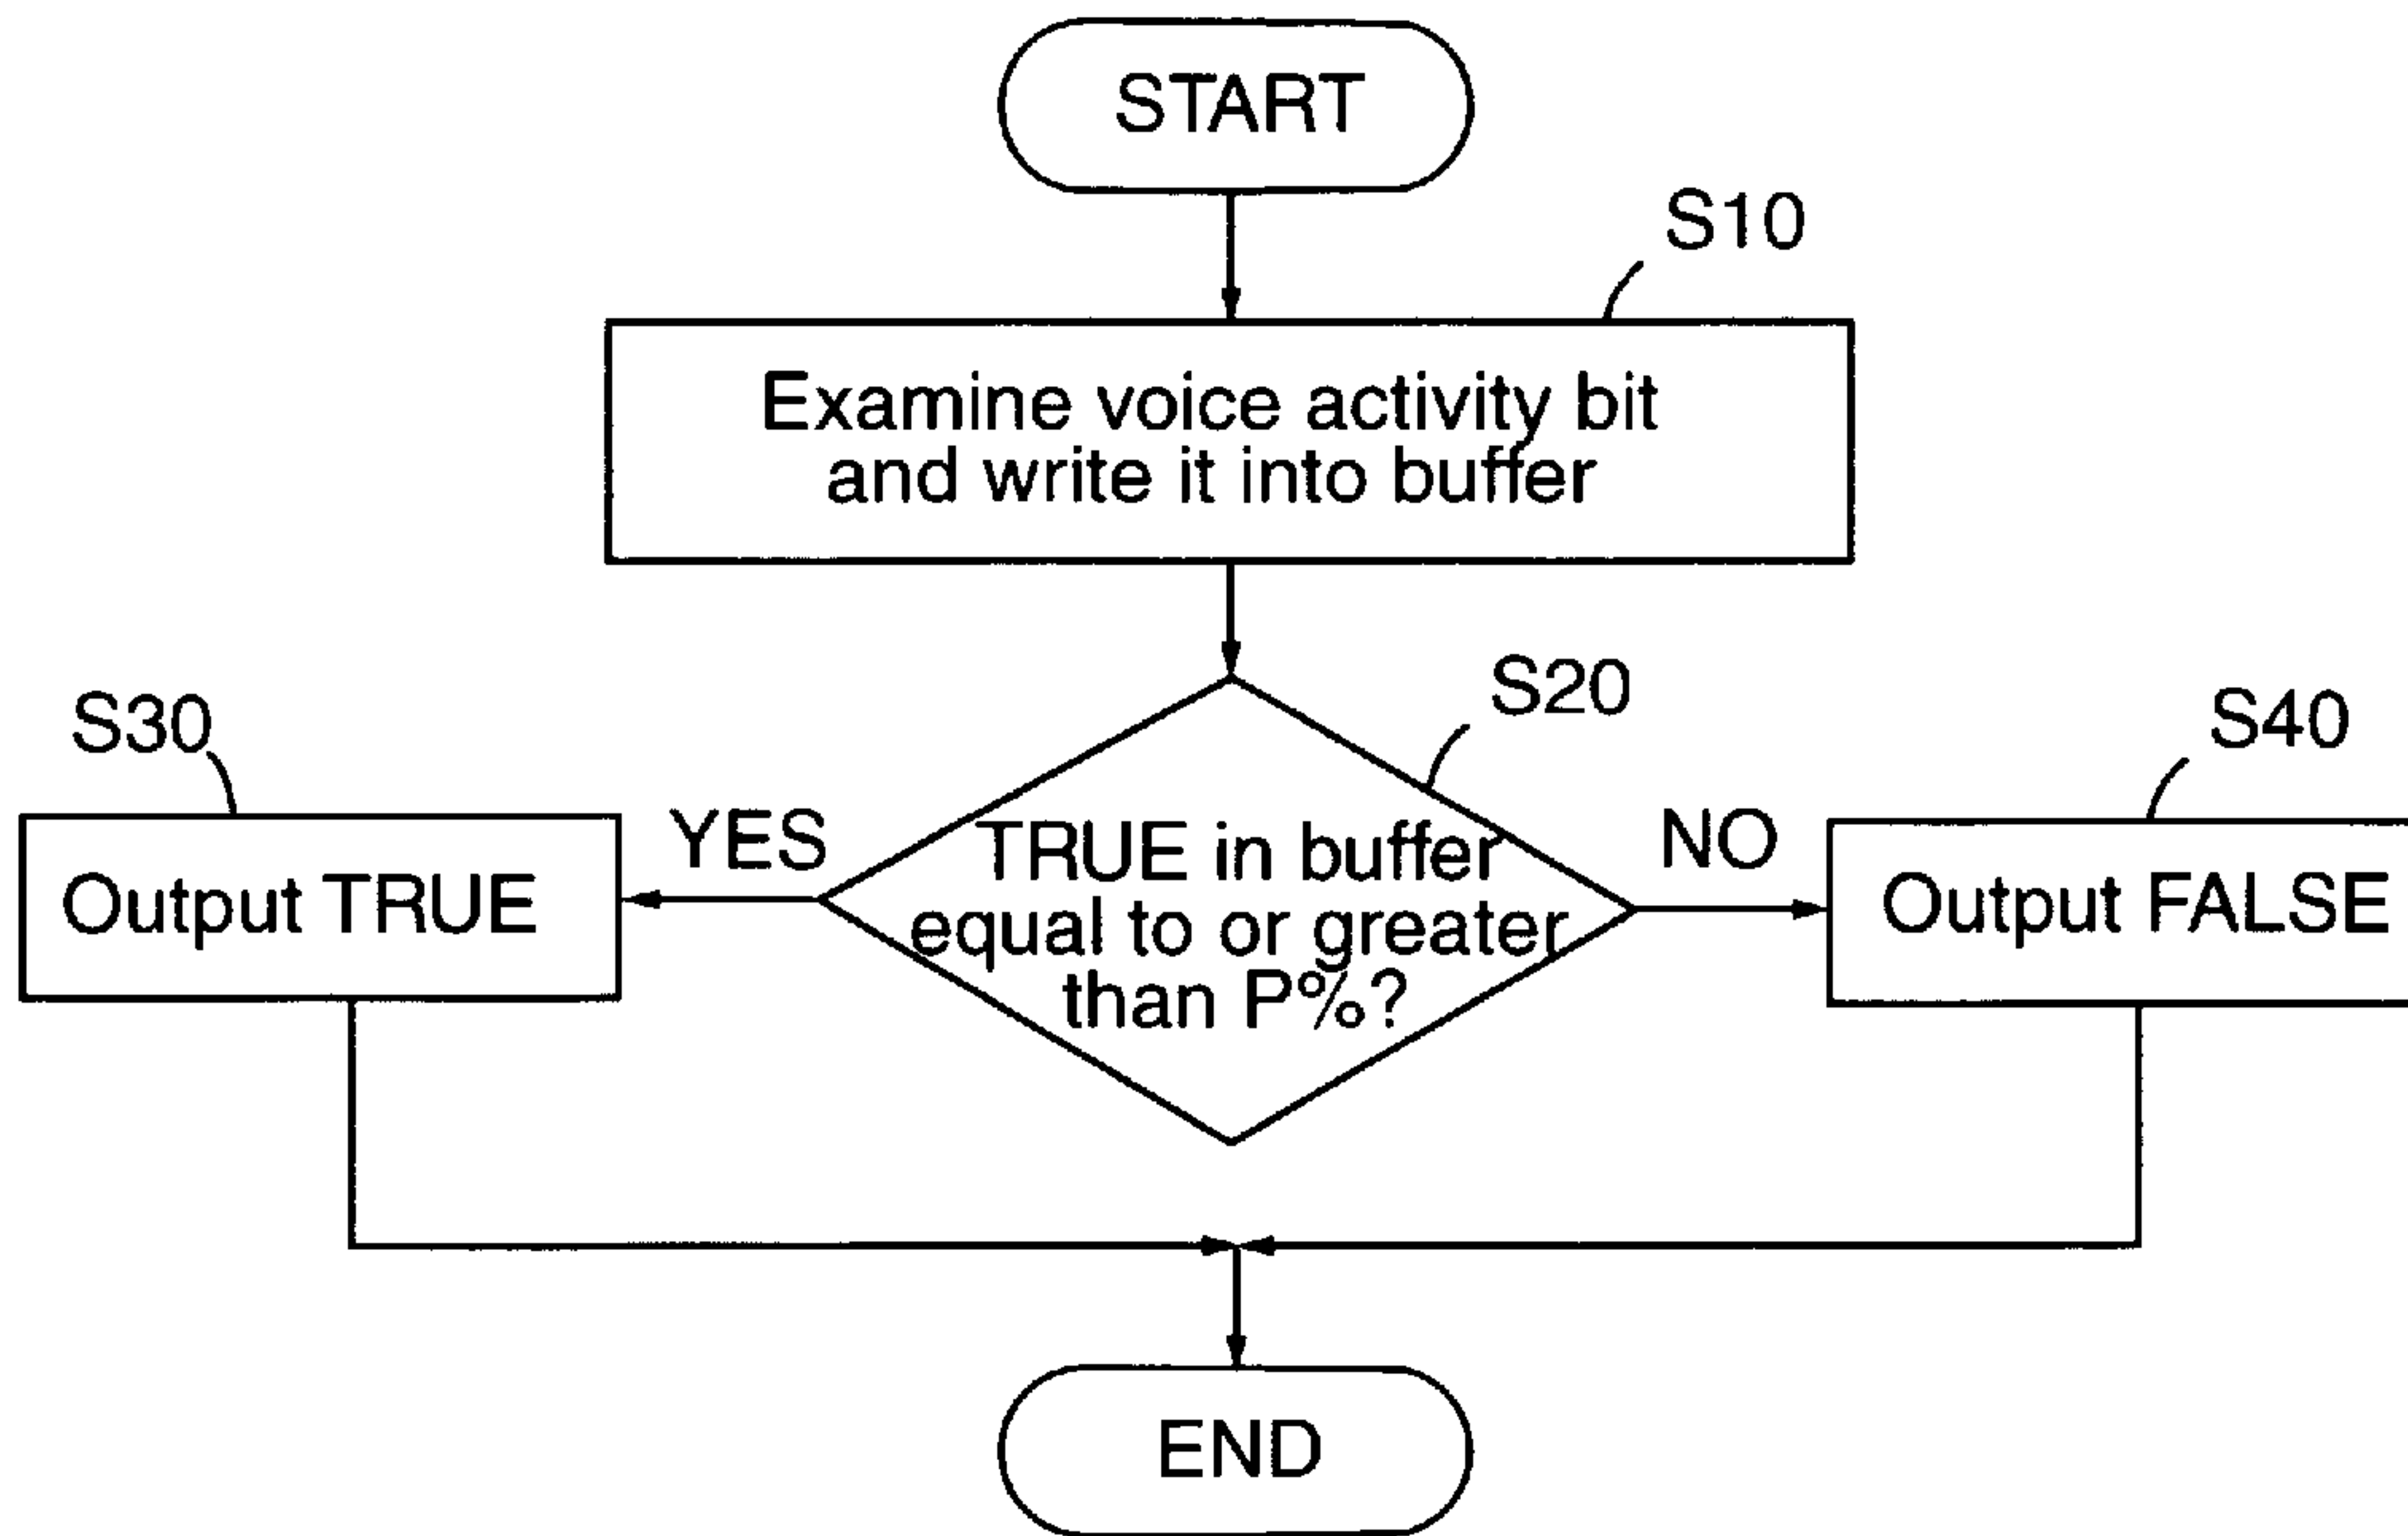 START
S10
Examine voice activity bit
and write it into buffer
S20
S30
S40
YES
NO
TRUE in buffer
equal to or greater
than P%?
Output TRUE
Output FALSE
END